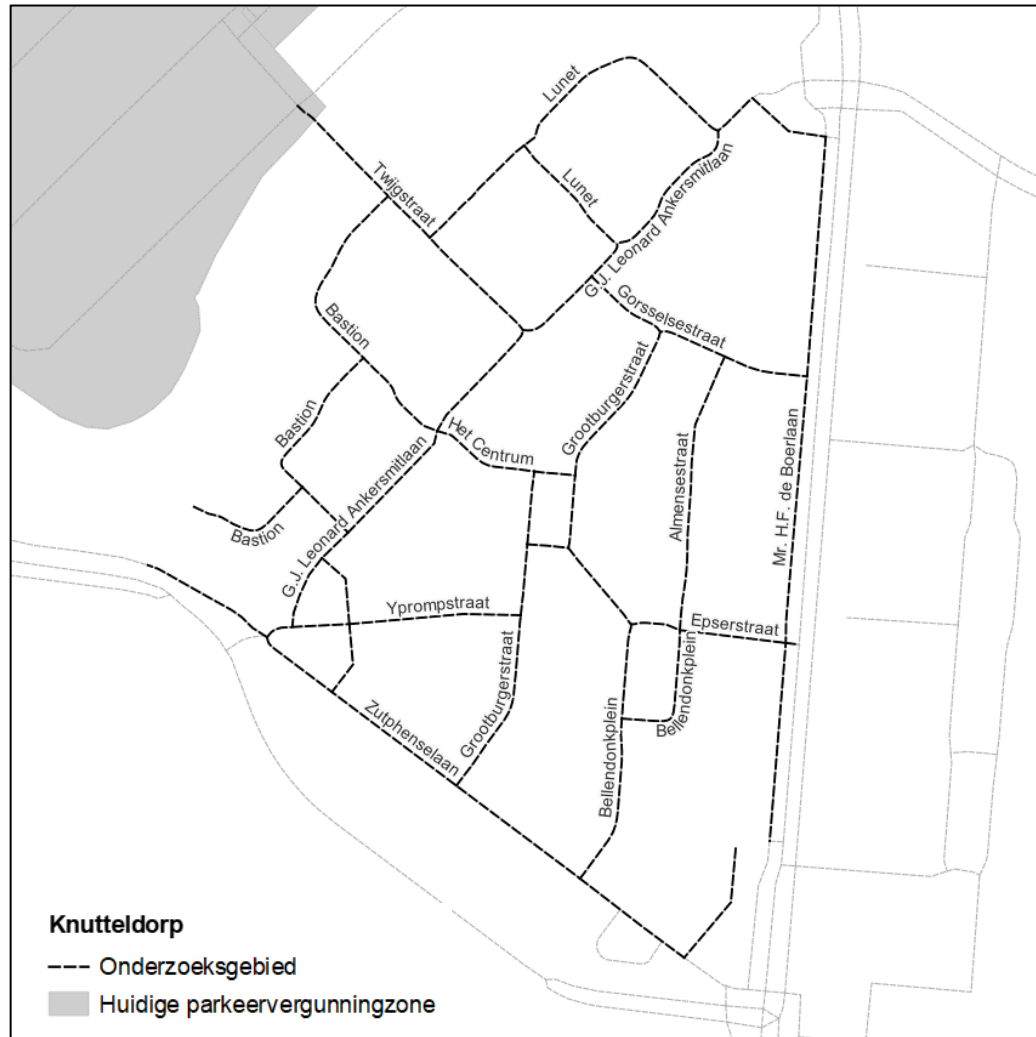 Lunet
Lunet
Twijgstraat
G.J. Leonard Ankersmitlaan
Gorsselsestraat
Bastion
Grootburgerstraat
Bastion
Het Centrum
Almensestraat
Mr. H.F. de Boerlaan
G.J. Leonard Ankersmitlaan
Bastion
Yprompstraat
Epserstraat
Grootburgerstraat
Bellendonkplein
Bellendonkplein
Zutphenselaan
Knutteldorp
Onderzoeksgebied
Huidige parkeervergunningzone